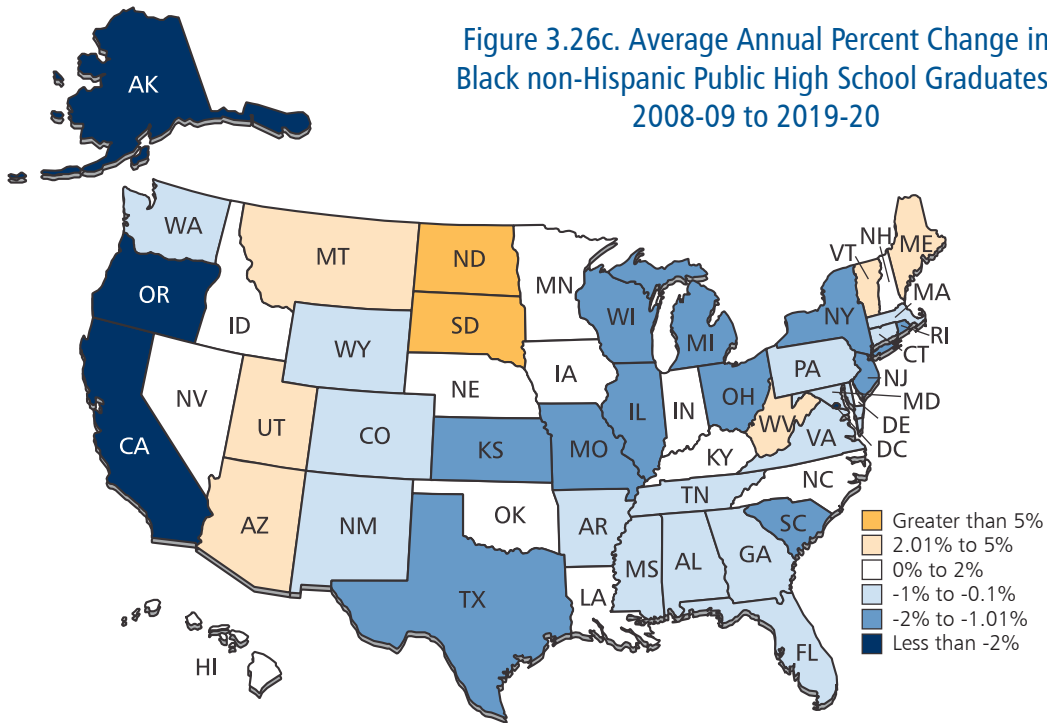 Figure 3.26c. Average Annual Percent Change in
Black non-Hispanic Public High School Graduates
2008-09 to 2019-20
AK
WA
MT
ND
MN
VT
NH
ME
OR
ID
SD
WI
MI
NY
MA
RI
CT
WY
IA
PA
NJ
NE
MD
NV
UT
CO
KS
MO
IL
IN
OH
WV
VA
DE
DC
CA
KY
NC
AZ
NM
OK
AR
TN
SC
MS
AL
GA
TX
LA
FL
HI
Greater than 5%
2.01% to 5%
0% to 2%
-1% to -0.1%
-2% to -1.01%
Less than -2%